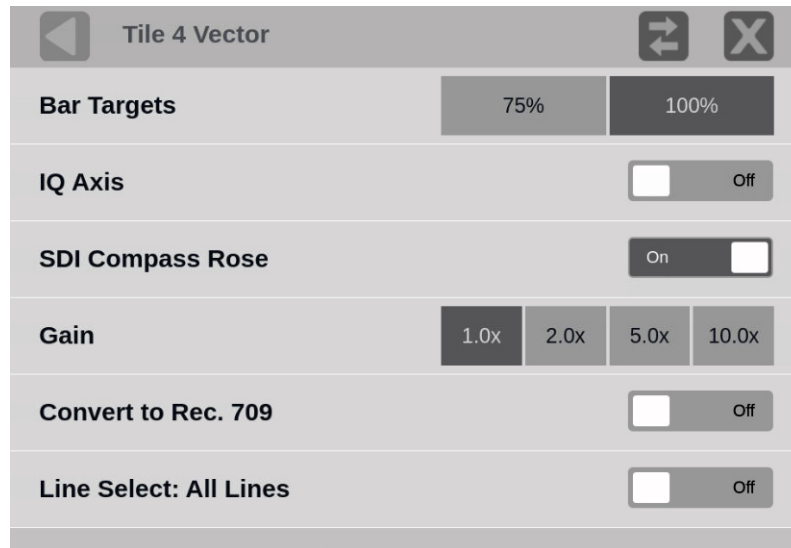 Tile 4 Vector
Bar Targets 75% 100%
IQ Axis Off
SDI Compass Rose On
Gain 1.0x 2.0x 5.0x 10.0x
Convert to Rec. 709 Off
Line Select: All Lines Off